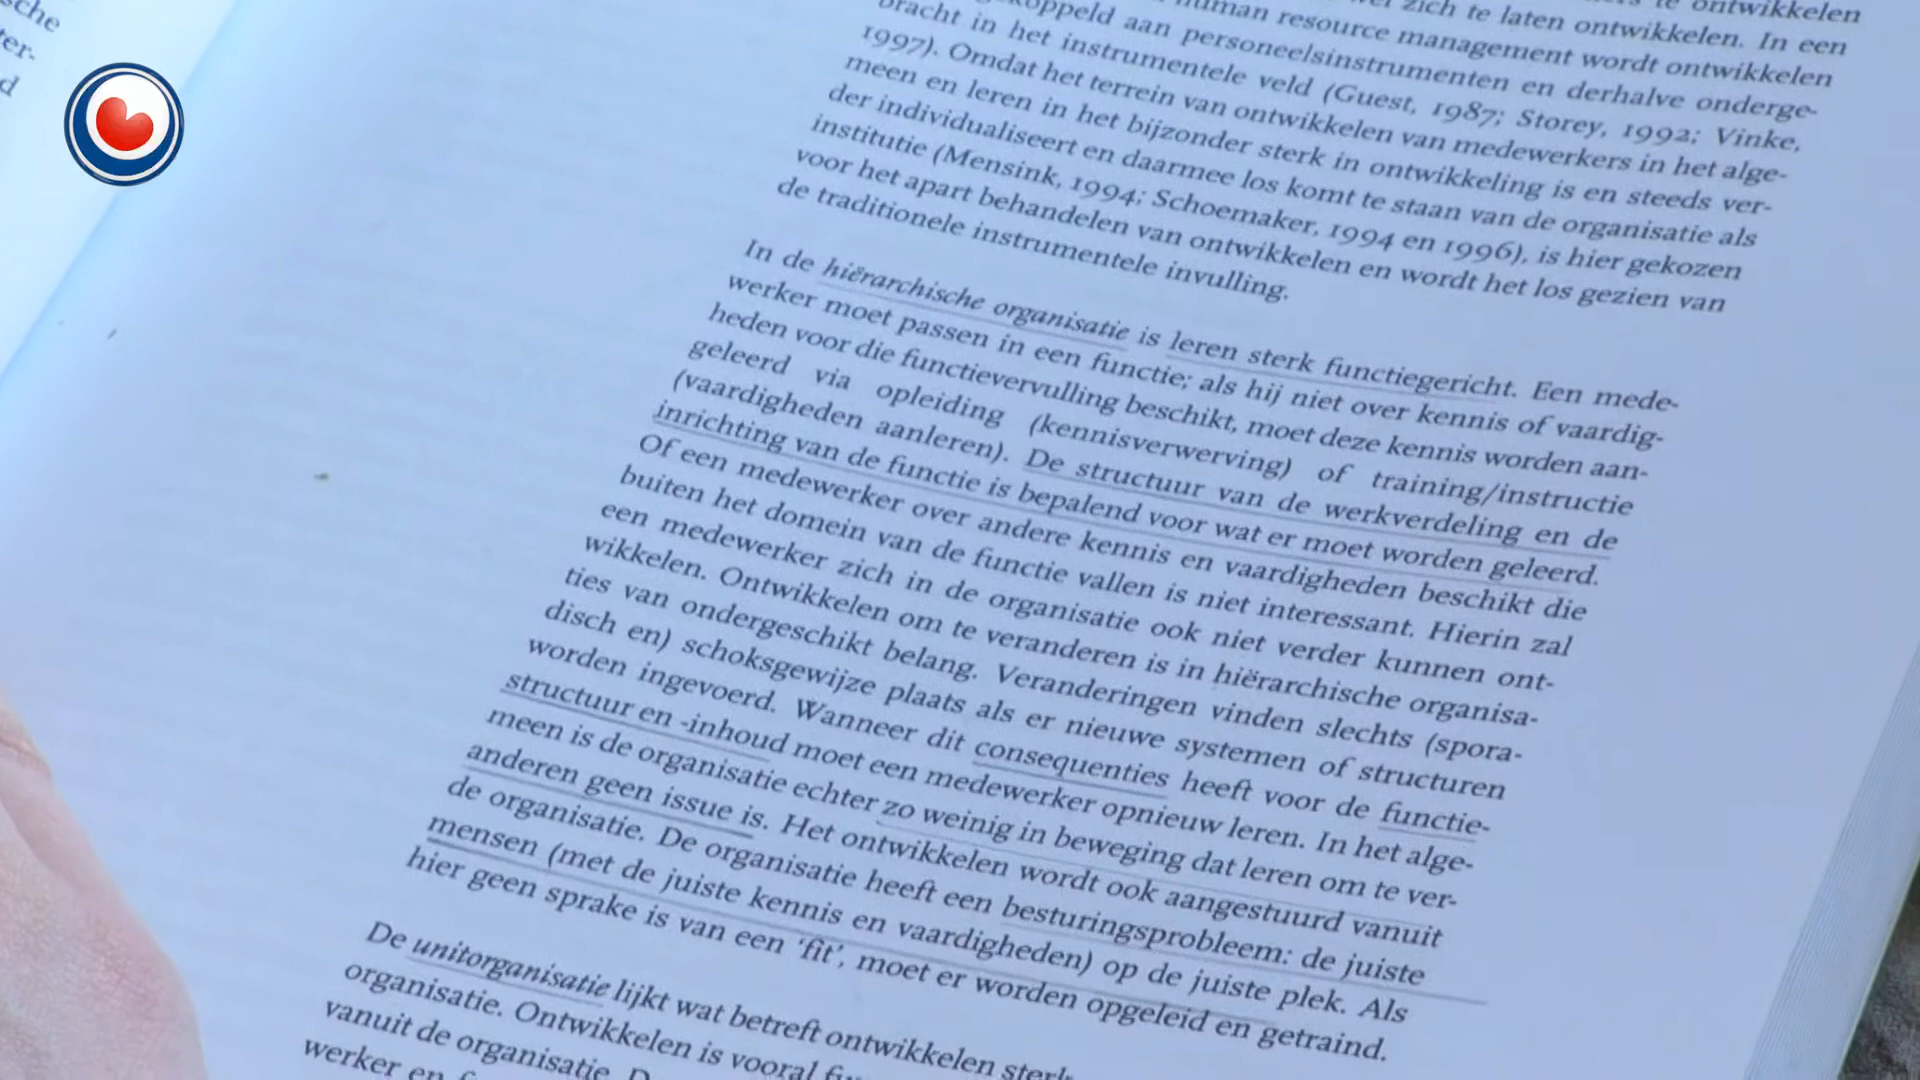 sche
ter-
d
te ontwikkelen
zich te laten ontwikkelen. In een
human resource management wordt ontwikkelen
koppeld aan personeelsinstrumenten en derhalve onderge-
bracht in het instrumentele veld (Guest, 1987; Storey, 1992; Vinke,
1997). Omdat het terrein van ontwikkelen van medewerkers in het alge-
meen en leren in het bijzonder sterk in ontwikkeling is en steeds ver-
der individualiseert en daarmee los komt te staan van de organisatie als
institutie (Mensink, 1994; Schoemaker, 1994 en 1996), is hier gekozen
voor het apart behandelen van ontwikkelen en wordt het los gezien van
de traditionele instrumentele invulling.
In de hiërarchische organisatie is leren sterk functiegericht. Een mede-
werker moet passen in een functie; als hij niet over kennis of vaardig-
heden voor die functievervulling beschikt, moet deze kennis worden aan-
geleerd via opleiding (kennisverwerving) of training/instructie
(vaardigheden aanleren). De structuur van de werkverdeling en de
inrichting van de functie is bepalend voor wat er moet worden geleerd.
Of een medewerker over andere kennis en vaardigheden beschikt die
buiten het domein van de functie vallen is niet interessant. Hierin zal
een medewerker zich in de organisatie ook niet verder kunnen ont-
wikkelen. Ontwikkelen om te veranderen is in hiërarchische organisa-
ties van ondergeschikt belang. Veranderingen vinden slechts (spora-
disch en) schoksgewijze plaats als er nieuwe systemen of structuren
worden ingevoerd. Wanneer dit consequenties heeft voor de functie-
structuur en -inhoud moet een medewerker opnieuw leren. In het alge-
meen is de organisatie echter zo weinig in beweging dat leren om te ver-
anderen geen issue is. Het ontwikkelen wordt ook aangestuurd vanuit
de organisatie. De organisatie heeft een besturingsprobleem: de juiste
mensen (met de juiste kennis en vaardigheden) op de juiste plek. Als
hier geen sprake is van een ‘fit’, moet er worden opgeleid en getraind.
De unitorganisatie lijkt wat betreft ontwikkelen sterk
organisatie. Ontwikkelen is vooral
vanuit de organisatie.
werker en